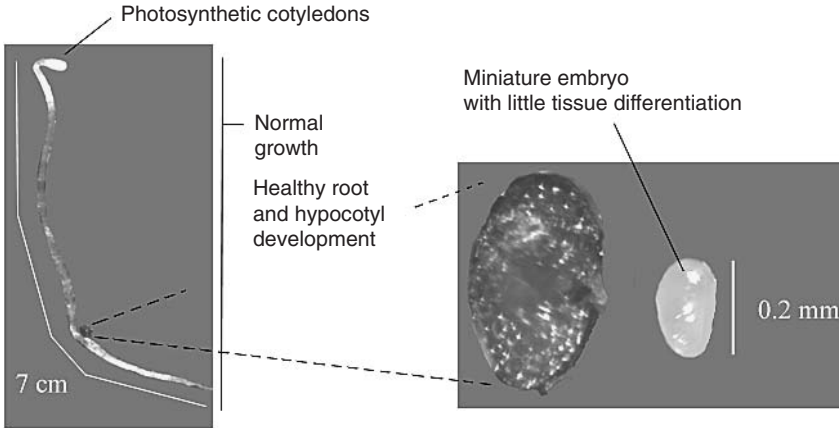 Photosynthetic cotyledons
Normal
growth
Healthy root
and hypocotyl
development
7 cm
Miniature embryo
with little tissue differentiation
0.2 mm